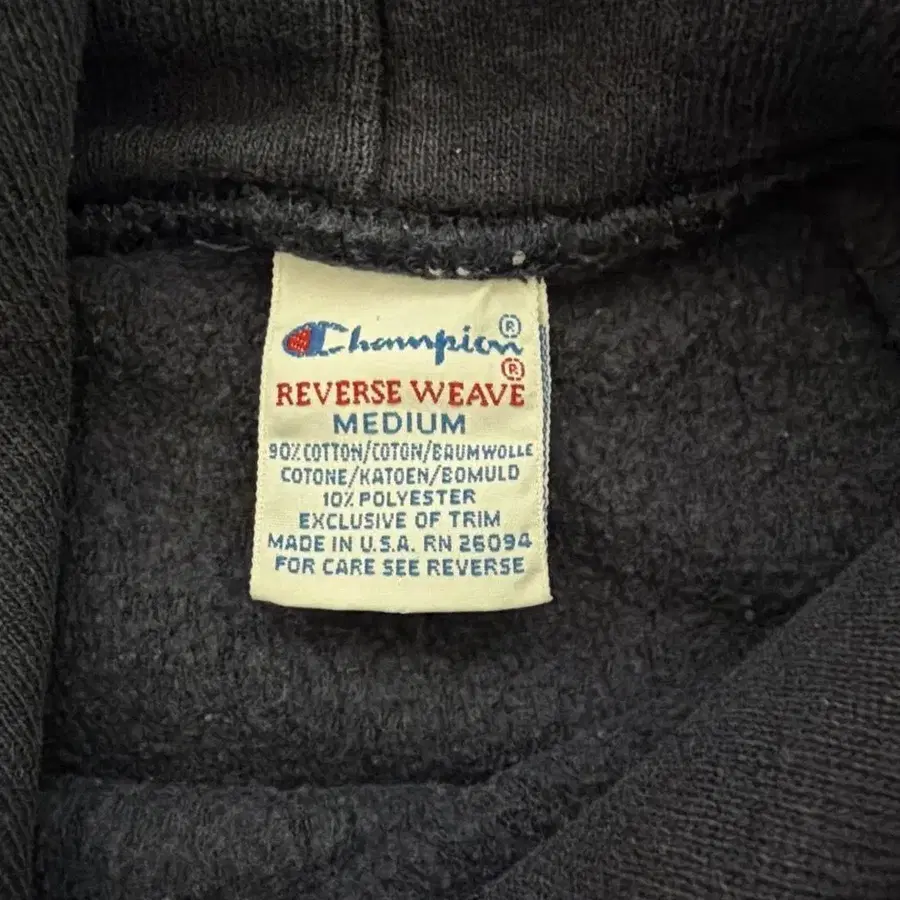 Champion®
REVERSE WEAVE®
MEDIUM
90% COTTON/COTON/BAUMWOLLE
COTONE/KATOEN/BOMULD
10% POLYESTER
EXCLUSIVE OF TRIM
MADE IN U.S.A. RN 26094
FOR CARE SEE REVERSE